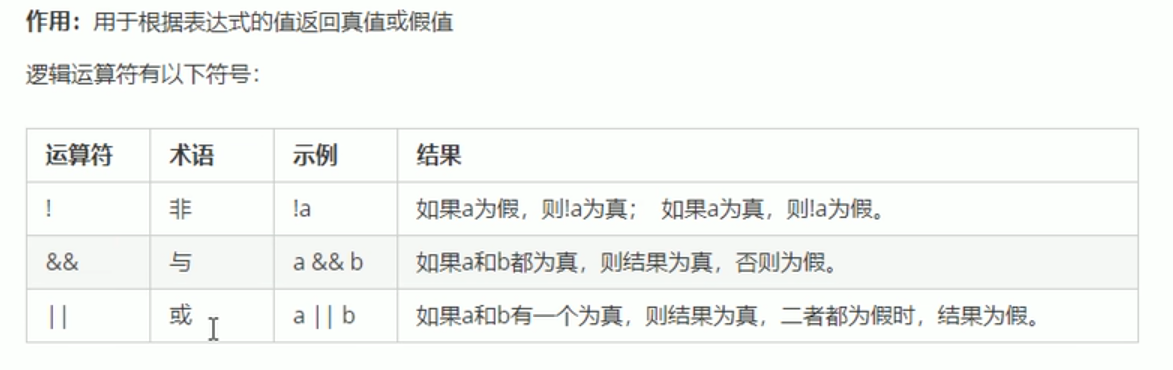 作用：用于根据表达式的值返回真值或假值
逻辑运算符有以下符号：
运算符 术语 示例 结果
! 非 !a 如果a为假，则!a为真； 如果a为真，则!a为假。
&& 与 a && b 如果a和b都为真，则结果为真，否则为假。
|| 或 a || b 如果a和b有一个为真，则结果为真，二者都为假时，结果为假。